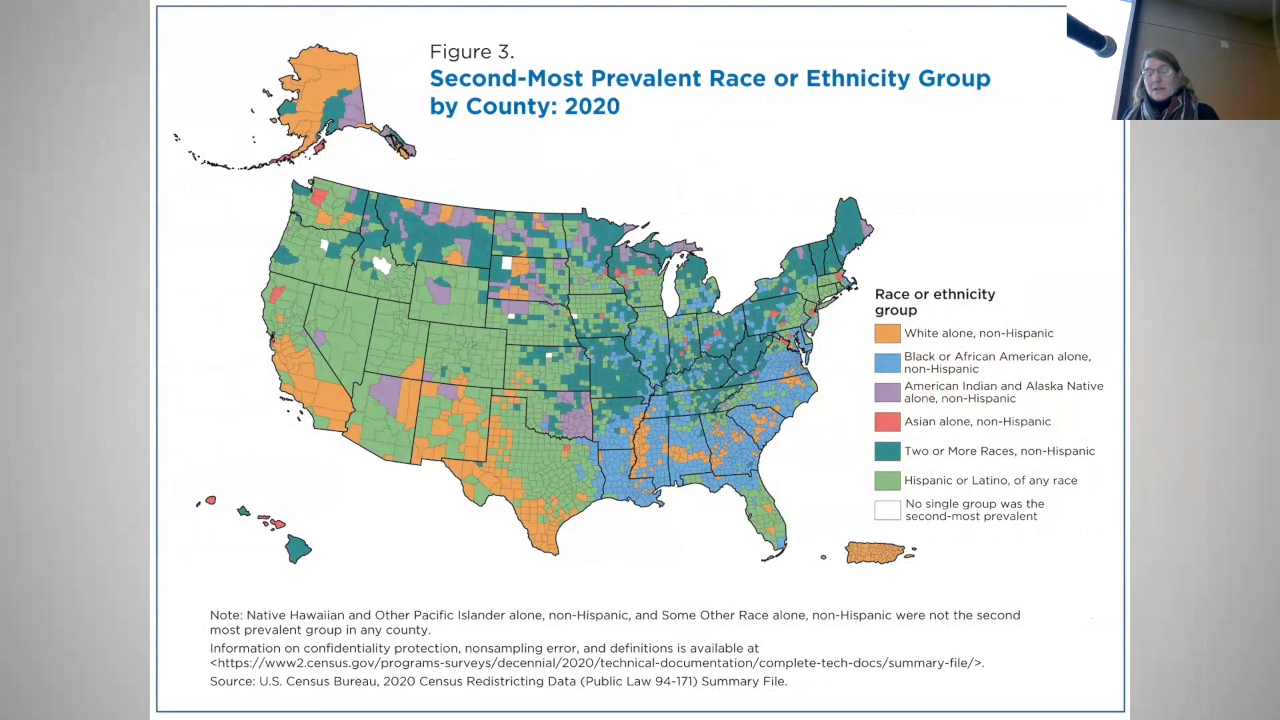 Figure 3.
Second-Most Prevalent Race or Ethnicity Group
by County: 2020
Race or ethnicity
group
White alone, non-Hispanic
Black or African American alone,
non-Hispanic
American Indian and Alaska Native
alone, non-Hispanic
Asian alone, non-Hispanic
Two or More Races, non-Hispanic
Hispanic or Latino, of any race
No single group was the
second-most prevalent
Note: Native Hawaiian and Other Pacific Islander alone, non-Hispanic, and Some Other Race alone, non-Hispanic were not the second
most prevalent group in any county.
Information on confidentiality protection, nonsampling error, and definitions is available at
<https://www2.census.gov/programs-surveys/decennial/2020/technical-documentation/complete-tech-docs/summary-file/>.
Source: U.S. Census Bureau, 2020 Census Redistricting Data (Public Law 94-171) Summary File.